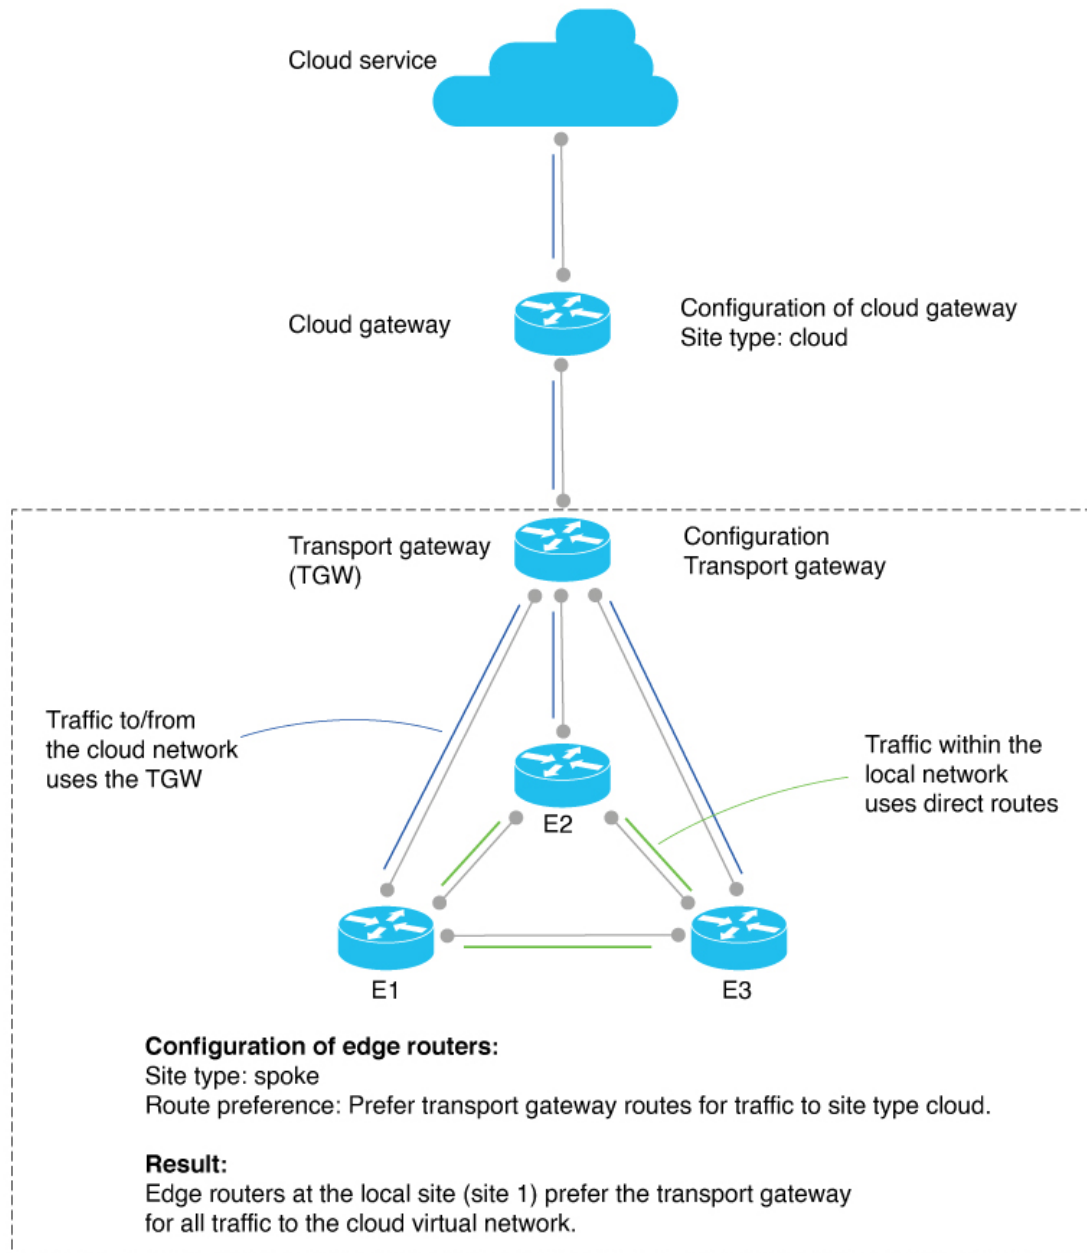 Cloud service
Cloud gateway
Configuration of cloud gateway
Site type: cloud
Transport gateway
(TGW)
Configuration
Transport gateway
Traffic to/from
the cloud network
uses the TGW
Traffic within the
local network
uses direct routes
E2
E1
E3
Configuration of edge routers:
Site type: spoke
Route preference: Prefer transport gateway routes for traffic to site type cloud.
Result:
Edge routers at the local site (site 1) prefer the transport gateway
for all traffic to the cloud virtual network.